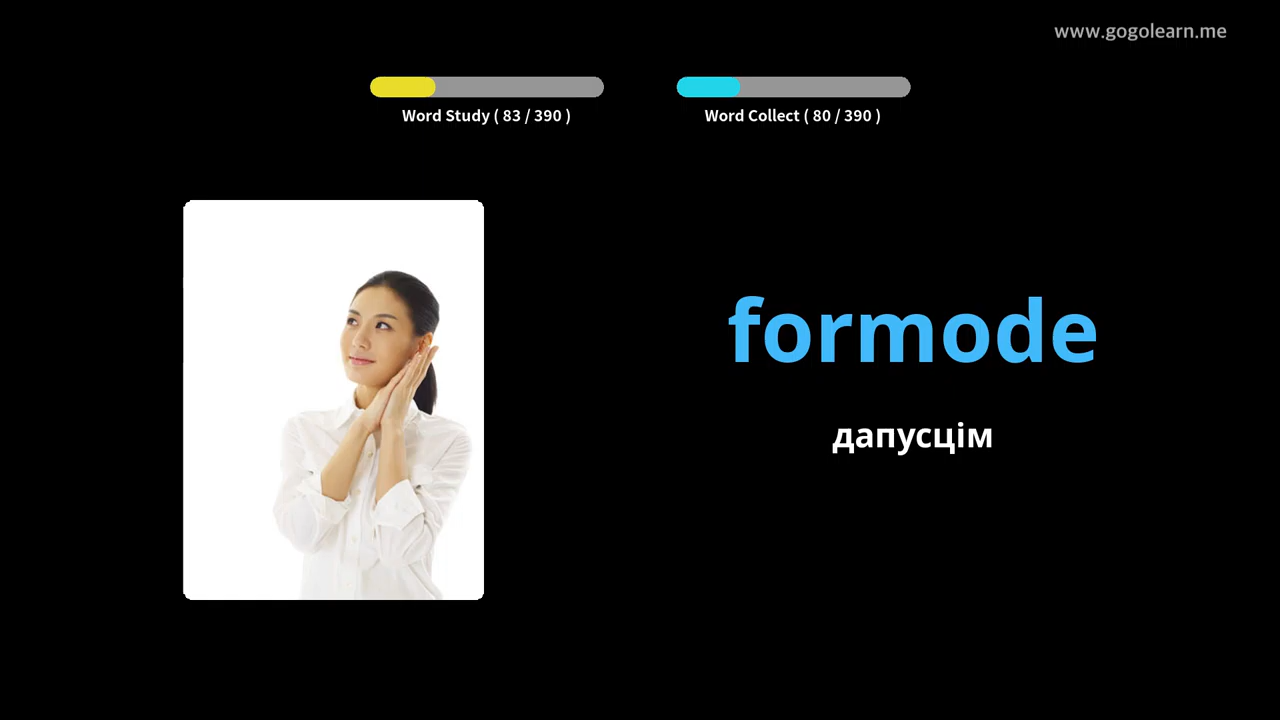 www.gogolearn.me
Word Study ( 83 / 390 )
Word Collect ( 80 / 390 )
formode
дапусцім